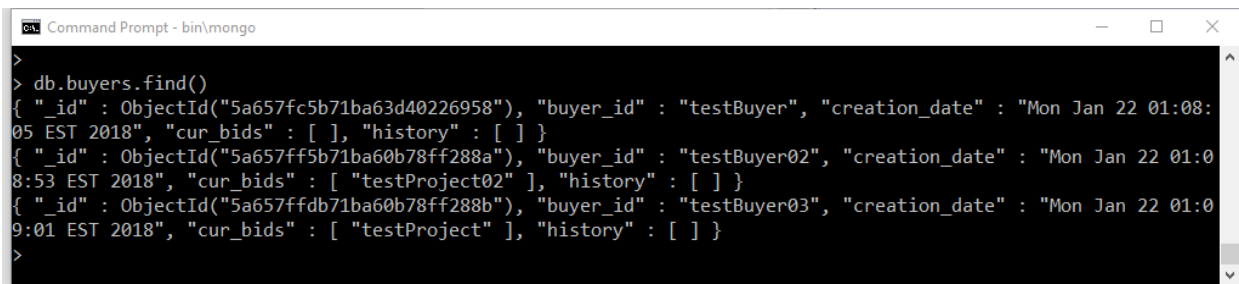 Command Prompt - bin\mongo
>
> db.buyers.find()
{ "_id" : ObjectId("5a657fc5b71ba63d40226958"), "buyer_id" : "testBuyer", "creation_date" : "Mon Jan 22 01:08:
05 EST 2018", "cur_bids" : [ ], "history" : [ ] }
{ "_id" : ObjectId("5a657ff5b71ba60b78ff288a"), "buyer_id" : "testBuyer02", "creation_date" : "Mon Jan 22 01:0
8:53 EST 2018", "cur_bids" : [ "testProject02" ], "history" : [ ] }
{ "_id" : ObjectId("5a657ffdb71ba60b78ff288b"), "buyer_id" : "testBuyer03", "creation_date" : "Mon Jan 22 01:0
9:01 EST 2018", "cur_bids" : [ "testProject" ], "history" : [ ] }
>